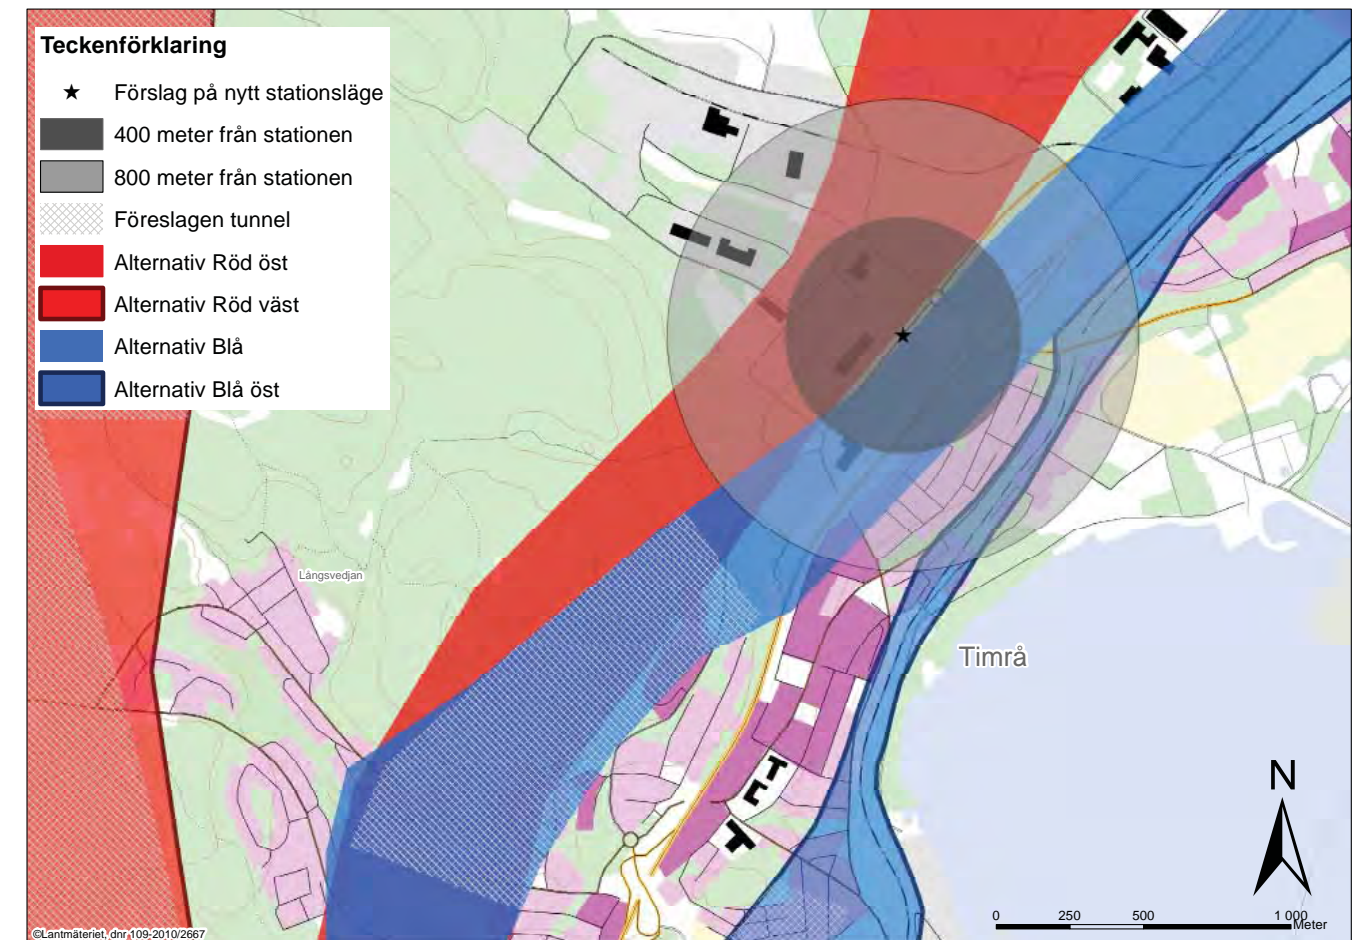 Teckenförklaring
Förslag på nytt stationsläge
400 meter från stationen
800 meter från stationen
Föreslagen tunnel
Alternativ Röd öst
Alternativ Röd väst
Alternativ Blå
Alternativ Blå öst
Långsvedjan
Timrå
N
0 250 500 1 000
Meter
©Lantmäteriet, dnr 109-2010/2667